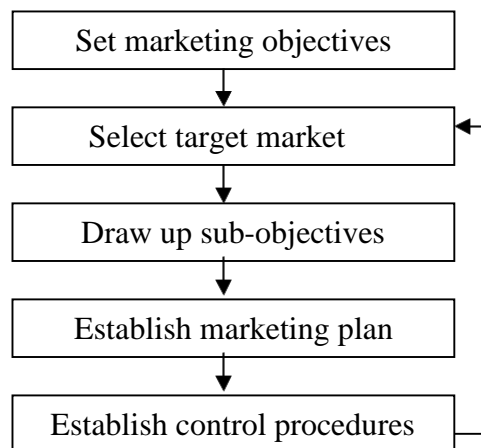 Set marketing objectives
Select target market
Draw up sub-objectives
Establish marketing plan
Establish control procedures